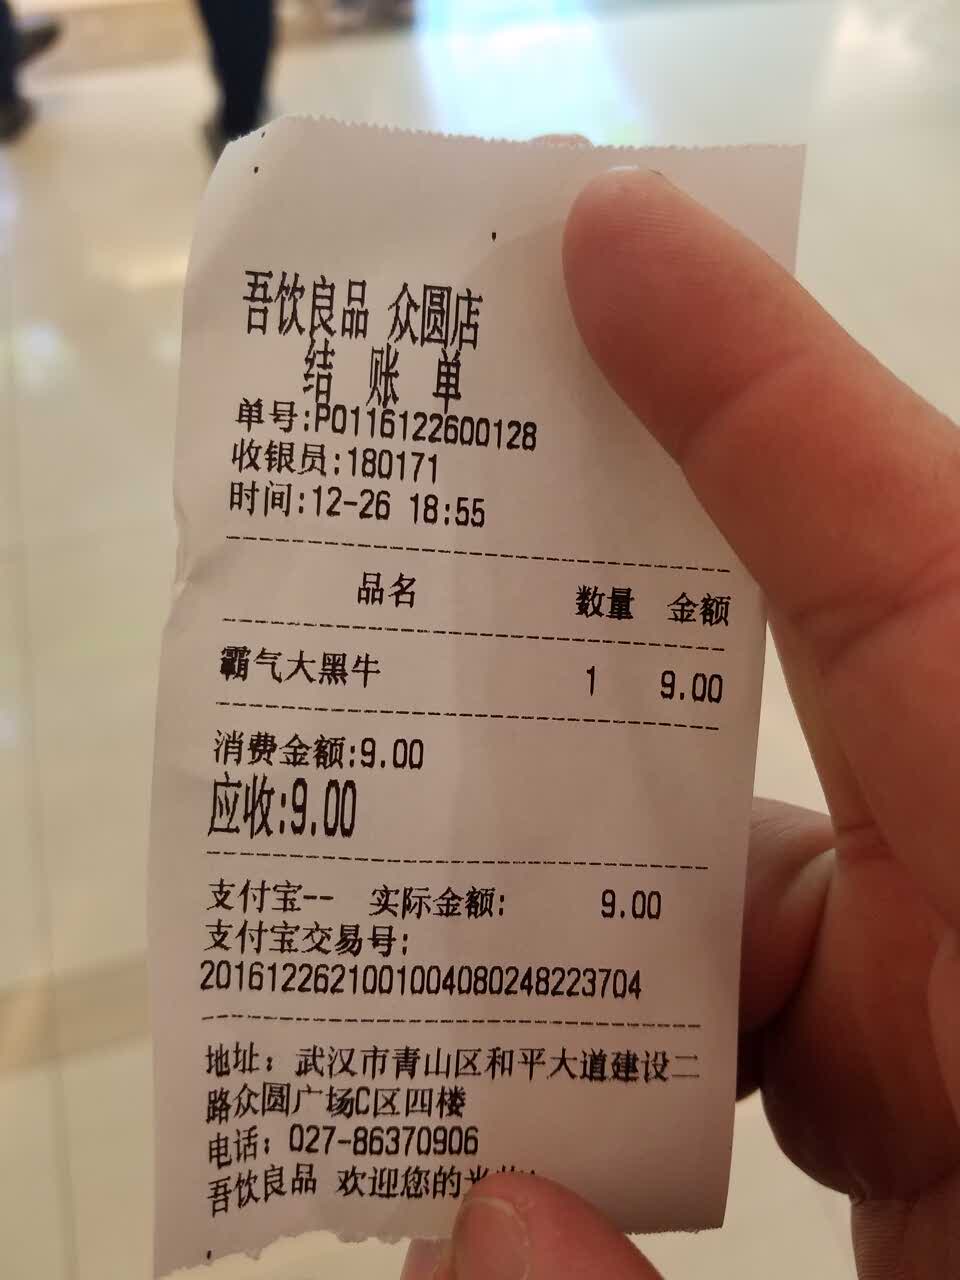 吾饮良品 众圆店
结 账 单
单号:P0116122600128
收银员:180171
时间:12-26 18:55
品名 数量 金额
霸气大黑牛 1 9.00
消费金额:9.00
应收:9.00
支付宝-- 实际金额: 9.00
支付宝交易号:
2016122621001004080248223704
地址: 武汉市青山区和平大道建设二
路众圆广场C区四楼
电话: 027-86370906
吾饮良品 欢迎您的光